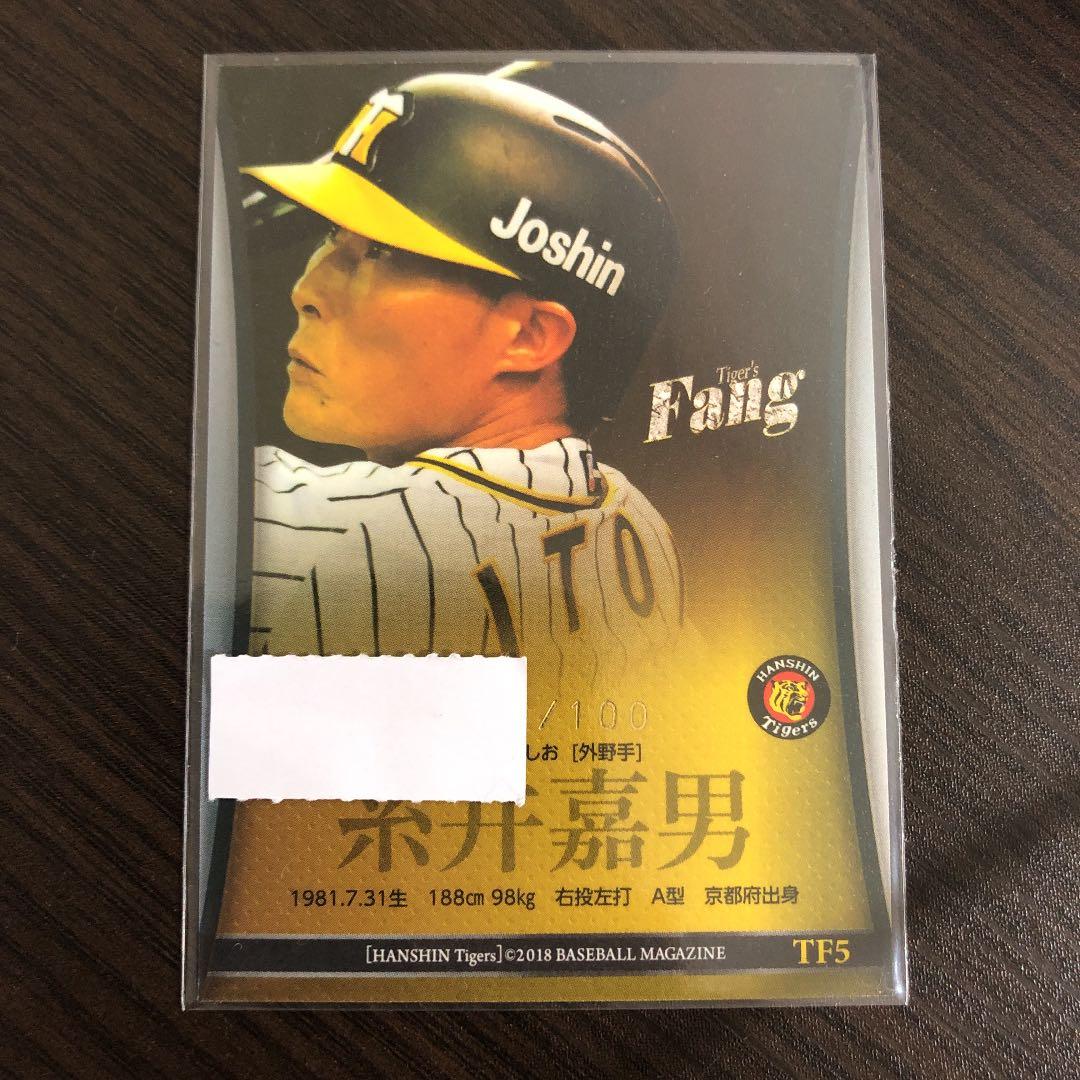 Joshin
Tiger's
Fang
ITO
HANSHIN
Tigers
/100
しお [外野手]
糸井嘉男
1981.7.31生 188cm 98kg 右投左打 A型 京都府出身
[HANSHIN Tigers]©2018 BASEBALL MAGAZINE
TF5